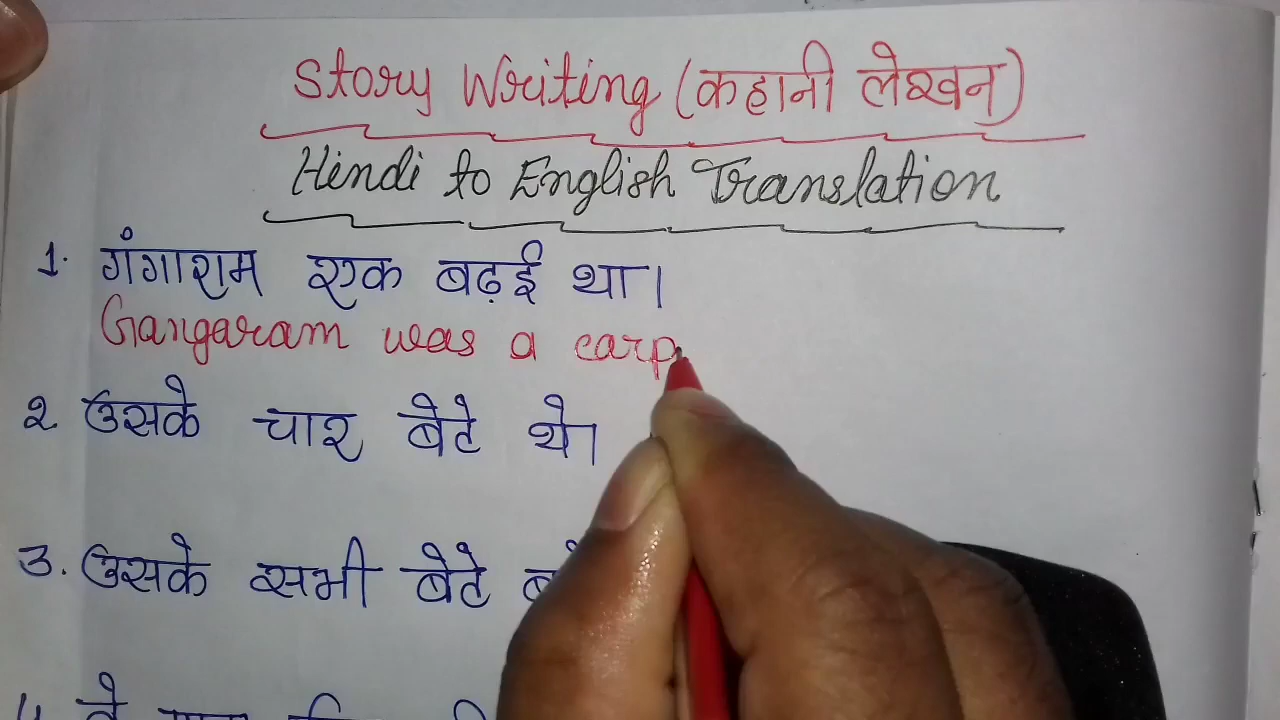 Story Writing (कहानी लेखन)
Hindi to English Translation
1. गंगाराम एक बढ़ई था।
Gangaram was a carp
2. उसके चार बेटे थे।
3. उसके सभी बेटे
4. वे